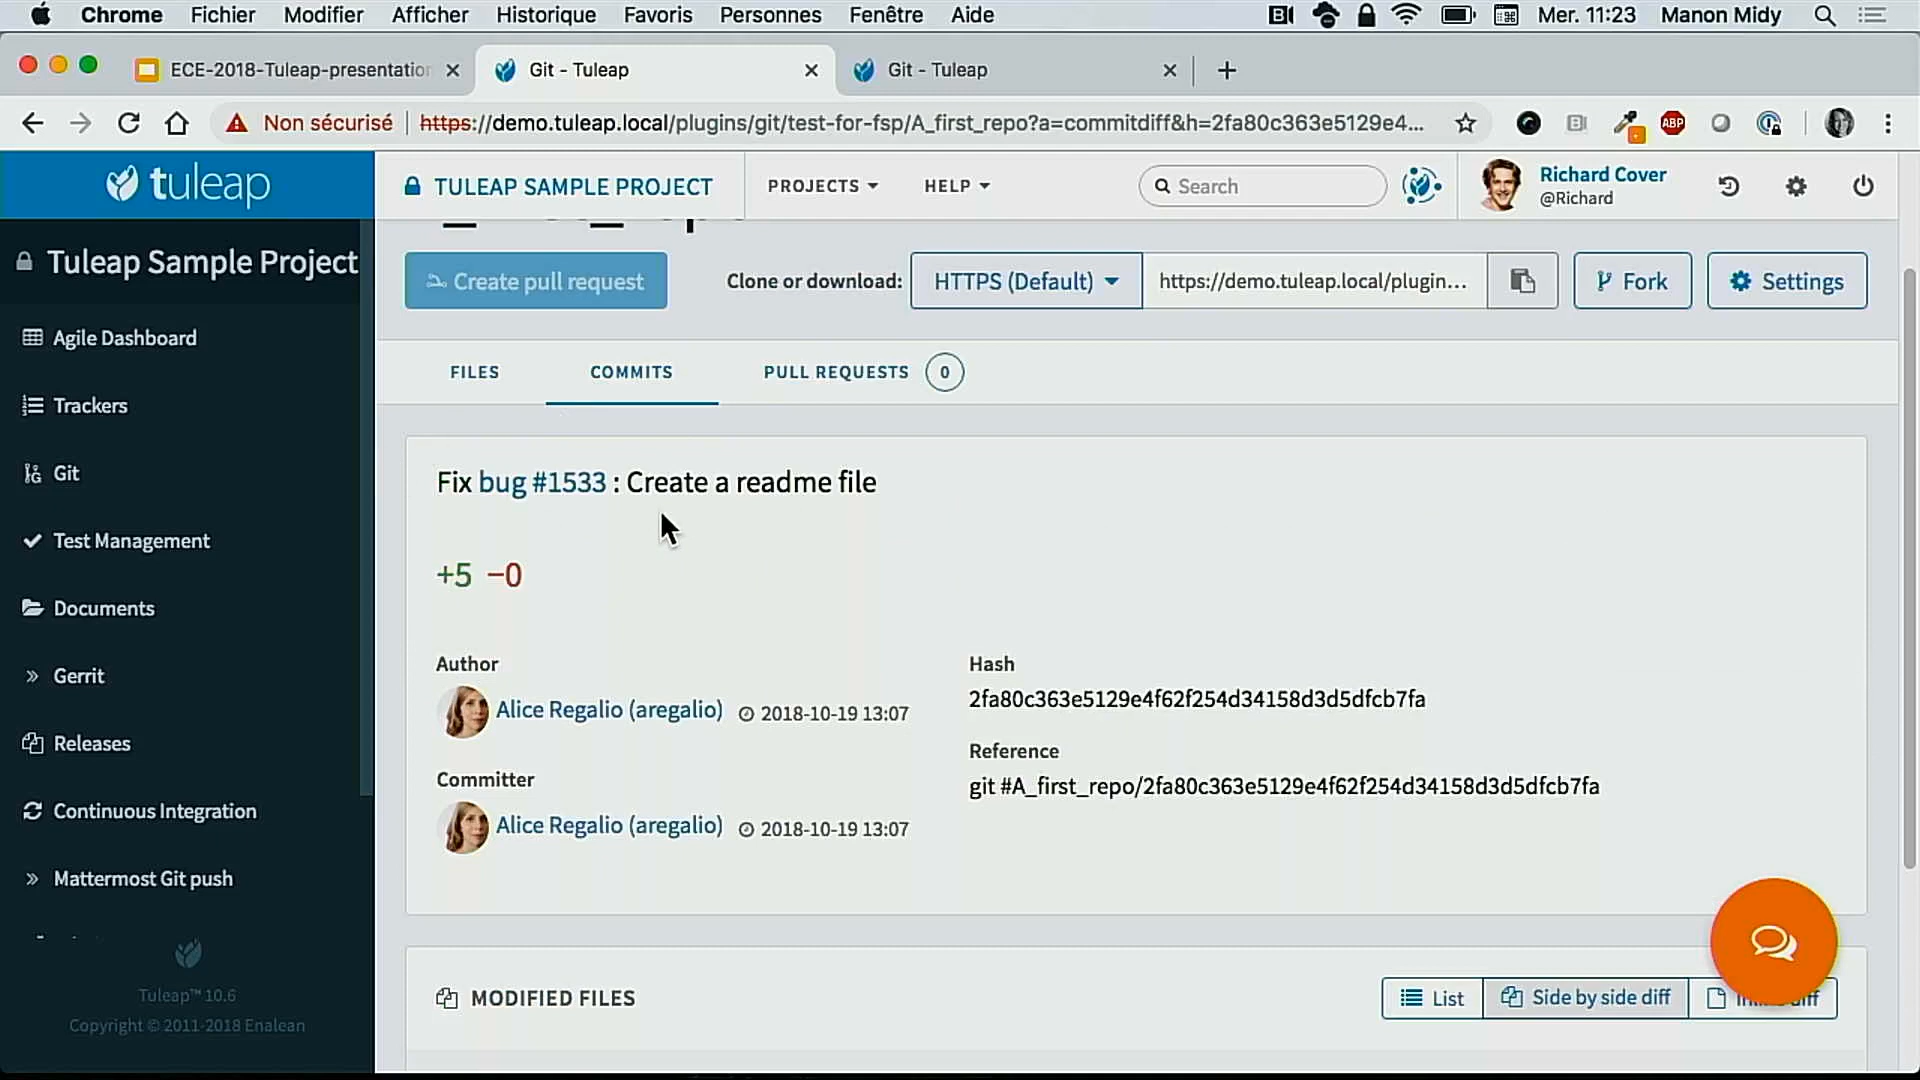 Chrome Fichier Modifier Afficher Historique Favoris Personnes Fenêtre Aide Mer. 11:23 Manon Midy
ECE-2018-Tuleap-presentation Git - Tuleap Git - Tuleap
Non sécurisé https://demo.tuleap.local/plugins/git/test-for-fsp/A_first_repo?a=commitdiff&h=2fa80c363e5129e4... ABP
tuleap TULEAP SAMPLE PROJECT PROJECTS HELP Search Richard Cover
@Richard
Tuleap Sample Project
Create pull request Clone or download: HTTPS (Default) https://demo.tuleap.local/plugin... Fork Settings
Agile Dashboard
Trackers
Git
Test Management
Documents
Gerrit
Releases
Continuous Integration
Mattermost Git push
Tuleap™ 10.6
Copyright © 2011-2018 Enalean
FILES COMMITS PULL REQUESTS 0
Fix bug #1533 : Create a readme file
+5 −0
Author
Alice Regalio (aregalio) 2018-10-19 13:07
Committer
Alice Regalio (aregalio) 2018-10-19 13:07
Hash
2fa80c363e5129e4f62f254d34158d3d5dfcb7fa
Reference
git #A_first_repo/2fa80c363e5129e4f62f254d34158d3d5dfcb7fa
MODIFIED FILES List Side by side diff